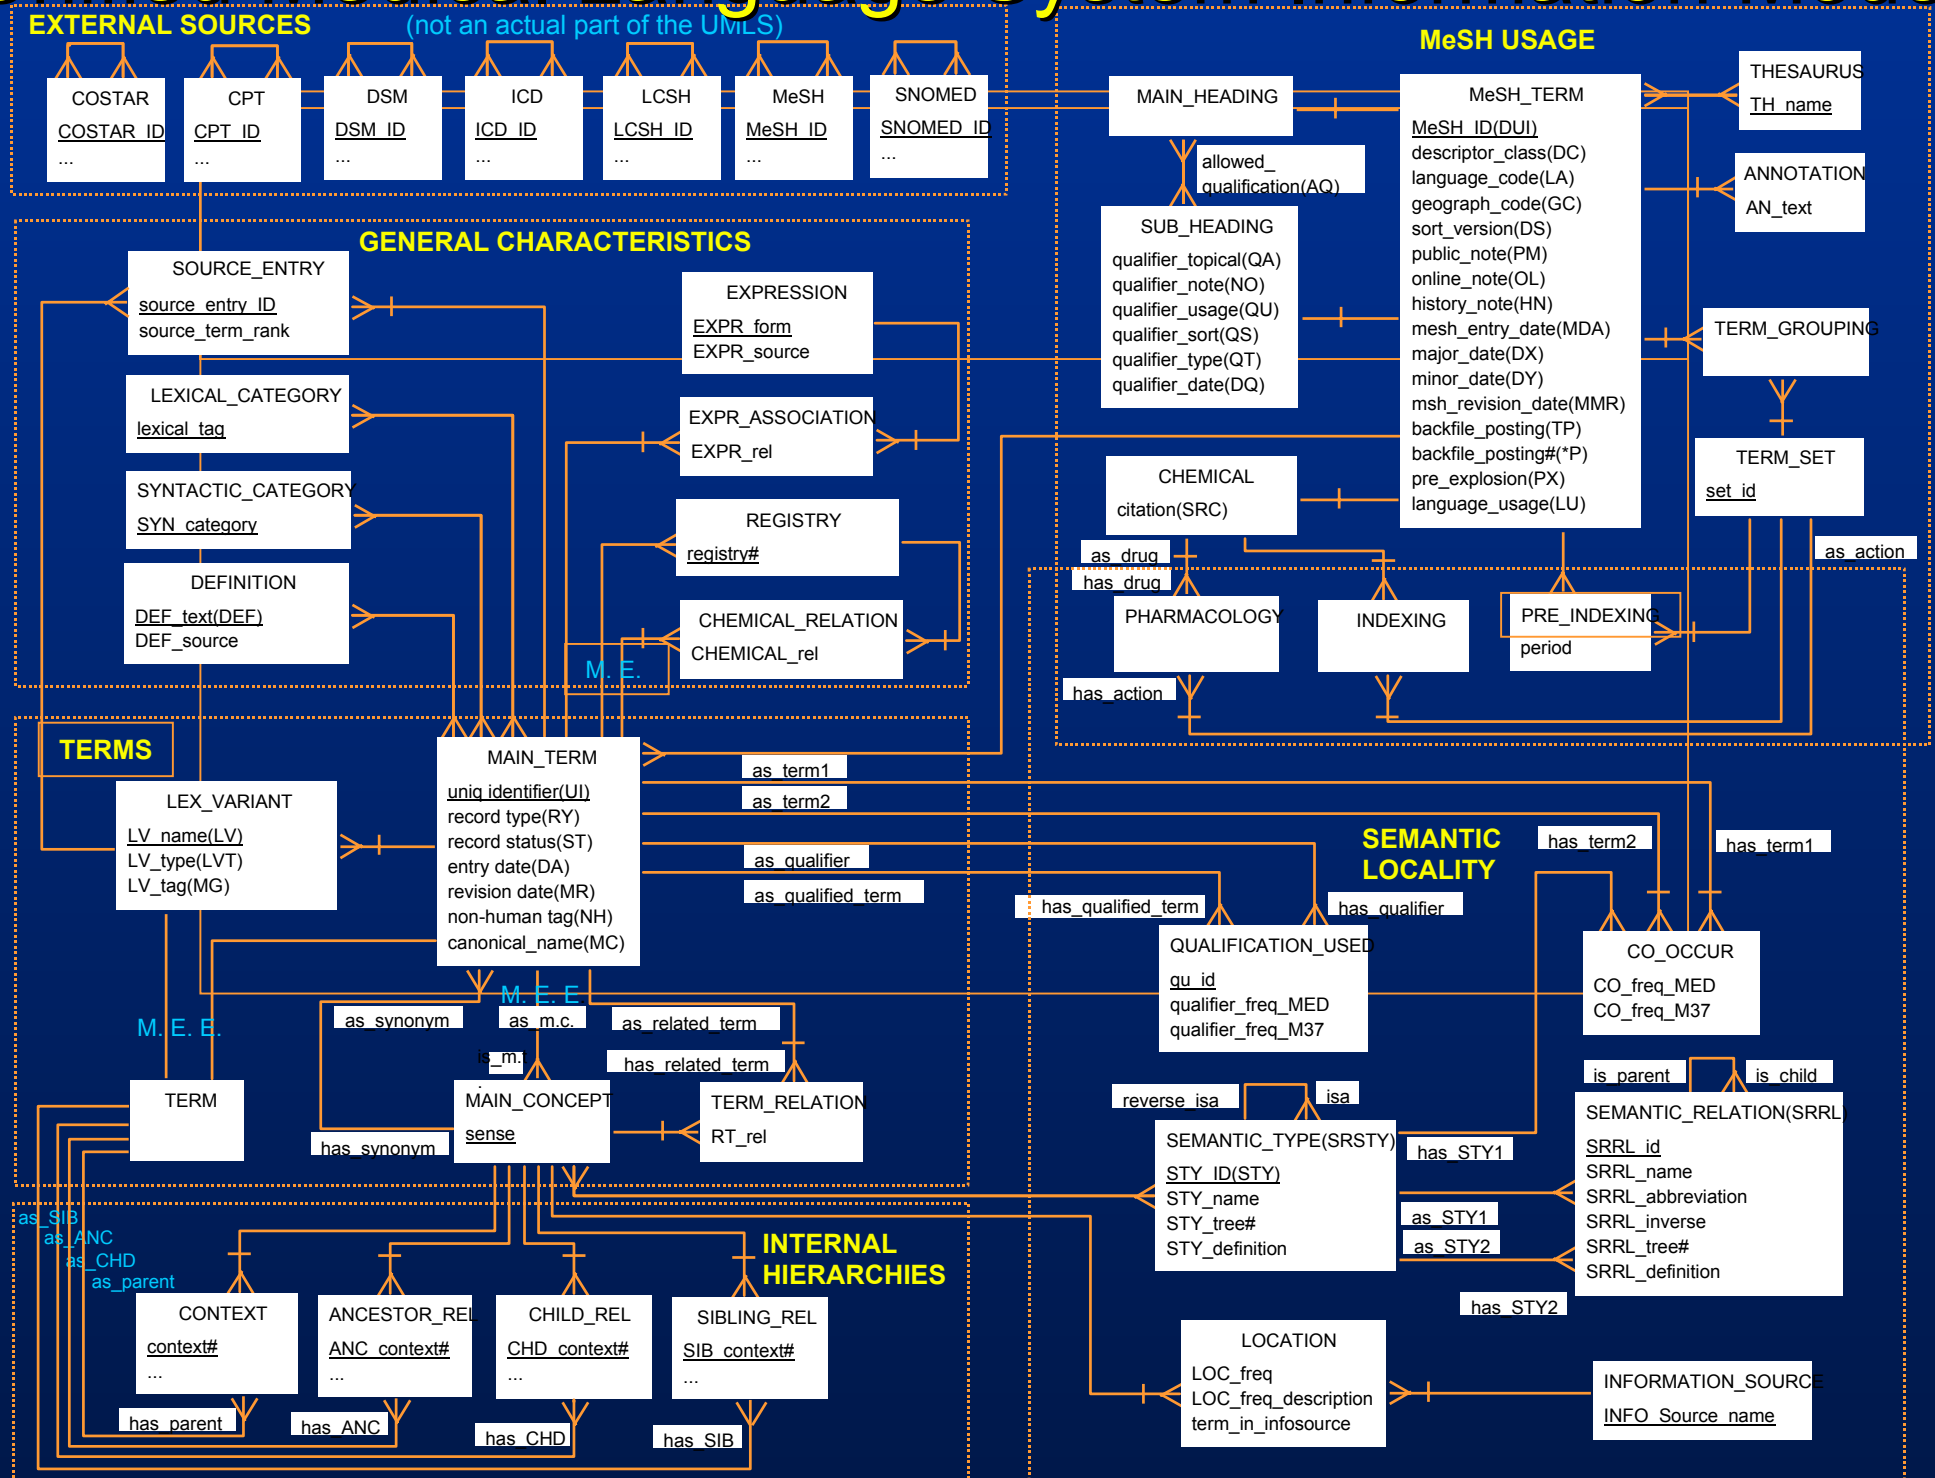 Unified Medical Language System Information Model
EXTERNAL SOURCES
(not an actual part of the UMLS)
COSTAR
COSTAR_ID
...
CPT
CPT_ID
...
DSM
DSM_ID
...
ICD
ICD_ID
...
LCSH
LCSH_ID
...
MeSH
MeSH_ID
...
SNOMED
SNOMED_ID
...
MeSH USAGE
MAIN_HEADING
allowed_
qualification(AQ)
SUB_HEADING
qualifier_topical(QA)
qualifier_note(NO)
qualifier_usage(QU)
qualifier_sort(QS)
qualifier_type(QT)
qualifier_date(DQ)
MeSH_TERM
MeSH_ID(DUI)
descriptor_class(DC)
language_code(LA)
geograph_code(GC)
sort_version(DS)
public_note(PM)
online_note(OL)
history_note(HN)
mesh_entry_date(MDA)
major_date(DX)
minor_date(DY)
msh_revision_date(MMR)
backfile_posting(TP)
backfile_posting#(*P)
pre_explosion(PX)
language_usage(LU)
THESAURUS
TH_name
ANNOTATION
AN_text
TERM_GROUPING
TERM_SET
set_id
CHEMICAL
citation(SRC)
as_drug
has_drug
as_action
PHARMACOLOGY
INDEXING
PRE_INDEXING
period
has_action
GENERAL CHARACTERISTICS
SOURCE_ENTRY
source_entry_ID
source_term_rank
LEXICAL_CATEGORY
lexical_tag
SYNTACTIC_CATEGORY
SYN_category
DEFINITION
DEF_text(DEF)
DEF_source
EXPRESSION
EXPR_form
EXPR_source
EXPR_ASSOCIATION
EXPR_rel
REGISTRY
registry#
CHEMICAL_RELATION
CHEMICAL_rel
M. E.
TERMS
LEX_VARIANT
LV_name(LV)
LV_type(LVT)
LV_tag(MG)
MAIN_TERM
uniq identifier(UI)
record type(RY)
record status(ST)
entry date(DA)
revision date(MR)
non-human tag(NH)
canonical_name(MC)
as_term1
as_term2
as_qualifier
as_qualified_term
M. E. E.
M. E. E
as_synonym
as_m.c.
as_related_term
is_m.t
.
has_related_term
TERM
MAIN_CONCEPT
sense
has_synonym
TERM_RELATION
RT_rel
SEMANTIC
LOCALITY
has_term2
has_term1
has_qualified_term
has_qualifier
QUALIFICATION_USED
qu_id
qualifier_freq_MED
qualifier_freq_M37
CO_OCCUR
CO_freq_MED
CO_freq_M37
reverse_isa
isa
is_parent
is_child
SEMANTIC_TYPE(SRSTY)
STY_ID(STY)
STY_name
STY_tree#
STY_definition
has_STY1
as_STY1
as_STY2
has_STY2
SEMANTIC_RELATION(SRRL)
SRRL_id
SRRL_name
SRRL_abbreviation
SRRL_inverse
SRRL_tree#
SRRL_definition
LOCATION
LOC_freq
LOC_freq_description
term_in_infosource
INFORMATION_SOURCE
INFO_Source_name
as_SIB
as_ANC
as_CHD
as_parent
INTERNAL
HIERARCHIES
CONTEXT
context#
...
ANCESTOR_REL
ANC_context#
...
CHILD_REL
CHD_context#
...
SIBLING_REL
SIB_context#
...
has_parent
has_ANC
has_CHD
has_SIB